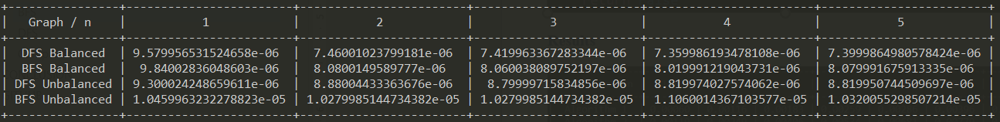 +----------------+------------------------+-----------------------+------------------------+------------------------+------------------------+
|   Graph / n    |           1            |           2           |           3            |           4            |           5            |
+----------------+------------------------+-----------------------+------------------------+------------------------+------------------------+
|  DFS Balanced  | 9.579956531524658e-06  |  7.46001023799181e-06  | 7.419963367283344e-06  | 7.359986193478108e-06  | 7.3999864980578424e-06 |
|  BFS Balanced  |  9.84002836048603e-06  |  8.0800149589777e-06   | 8.060038089752197e-06  | 8.019991219043731e-06  | 8.079991675913335e-06  |
| DFS Unbalanced | 9.300024248659611e-06  |  8.88004433363676e-06  |  8.79999715834856e-06  | 8.819974027574062e-06  | 8.819950744509697e-06  |
| BFS Unbalanced | 1.0459963232278823e-05 | 1.0279985144734382e-05 | 1.0279985144734382e-05 | 1.1060014367103577e-05 | 1.0320055298507214e-05 |
+----------------+------------------------+-----------------------+------------------------+------------------------+------------------------+